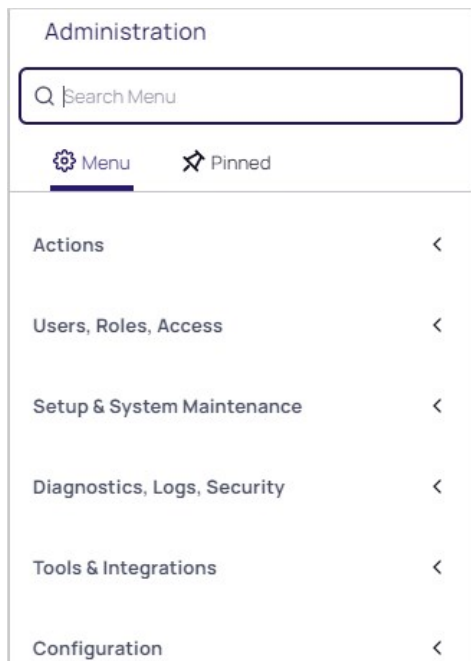 Administration
Search Menu
Menu Pinned
Actions
Users, Roles, Access
Setup & System Maintenance
Diagnostics, Logs, Security
Tools & Integrations
Configuration